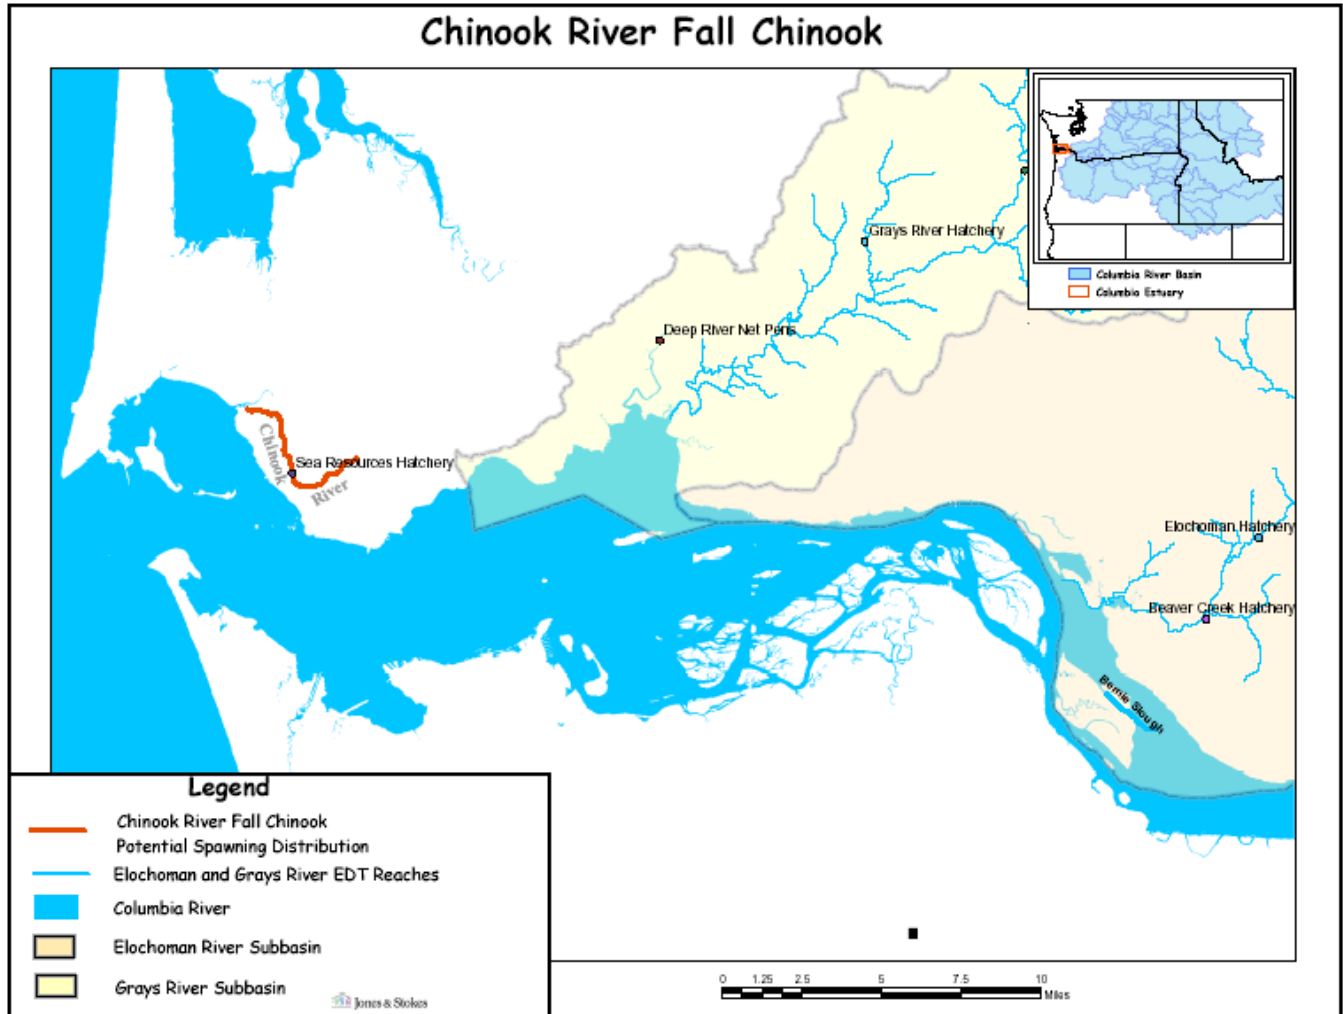 Chinook River Fall Chinook
Columbia River Basin
Columbia Estuary
Grays River Hatchery
Deep River Net Pens
Chinook
River
Sea Resources Hatchery
Elochoman Hatchery
Beaver Creek Hatchery
Bernie Slough
Legend
Chinook River Fall Chinook
Potential Spawning Distribution
Elochoman and Grays River EDT Reaches
Columbia River
Elochoman River Subbasin
Grays River Subbasin
Jones & Stokes
0 1.25 2.5 5 7.5 10
Miles